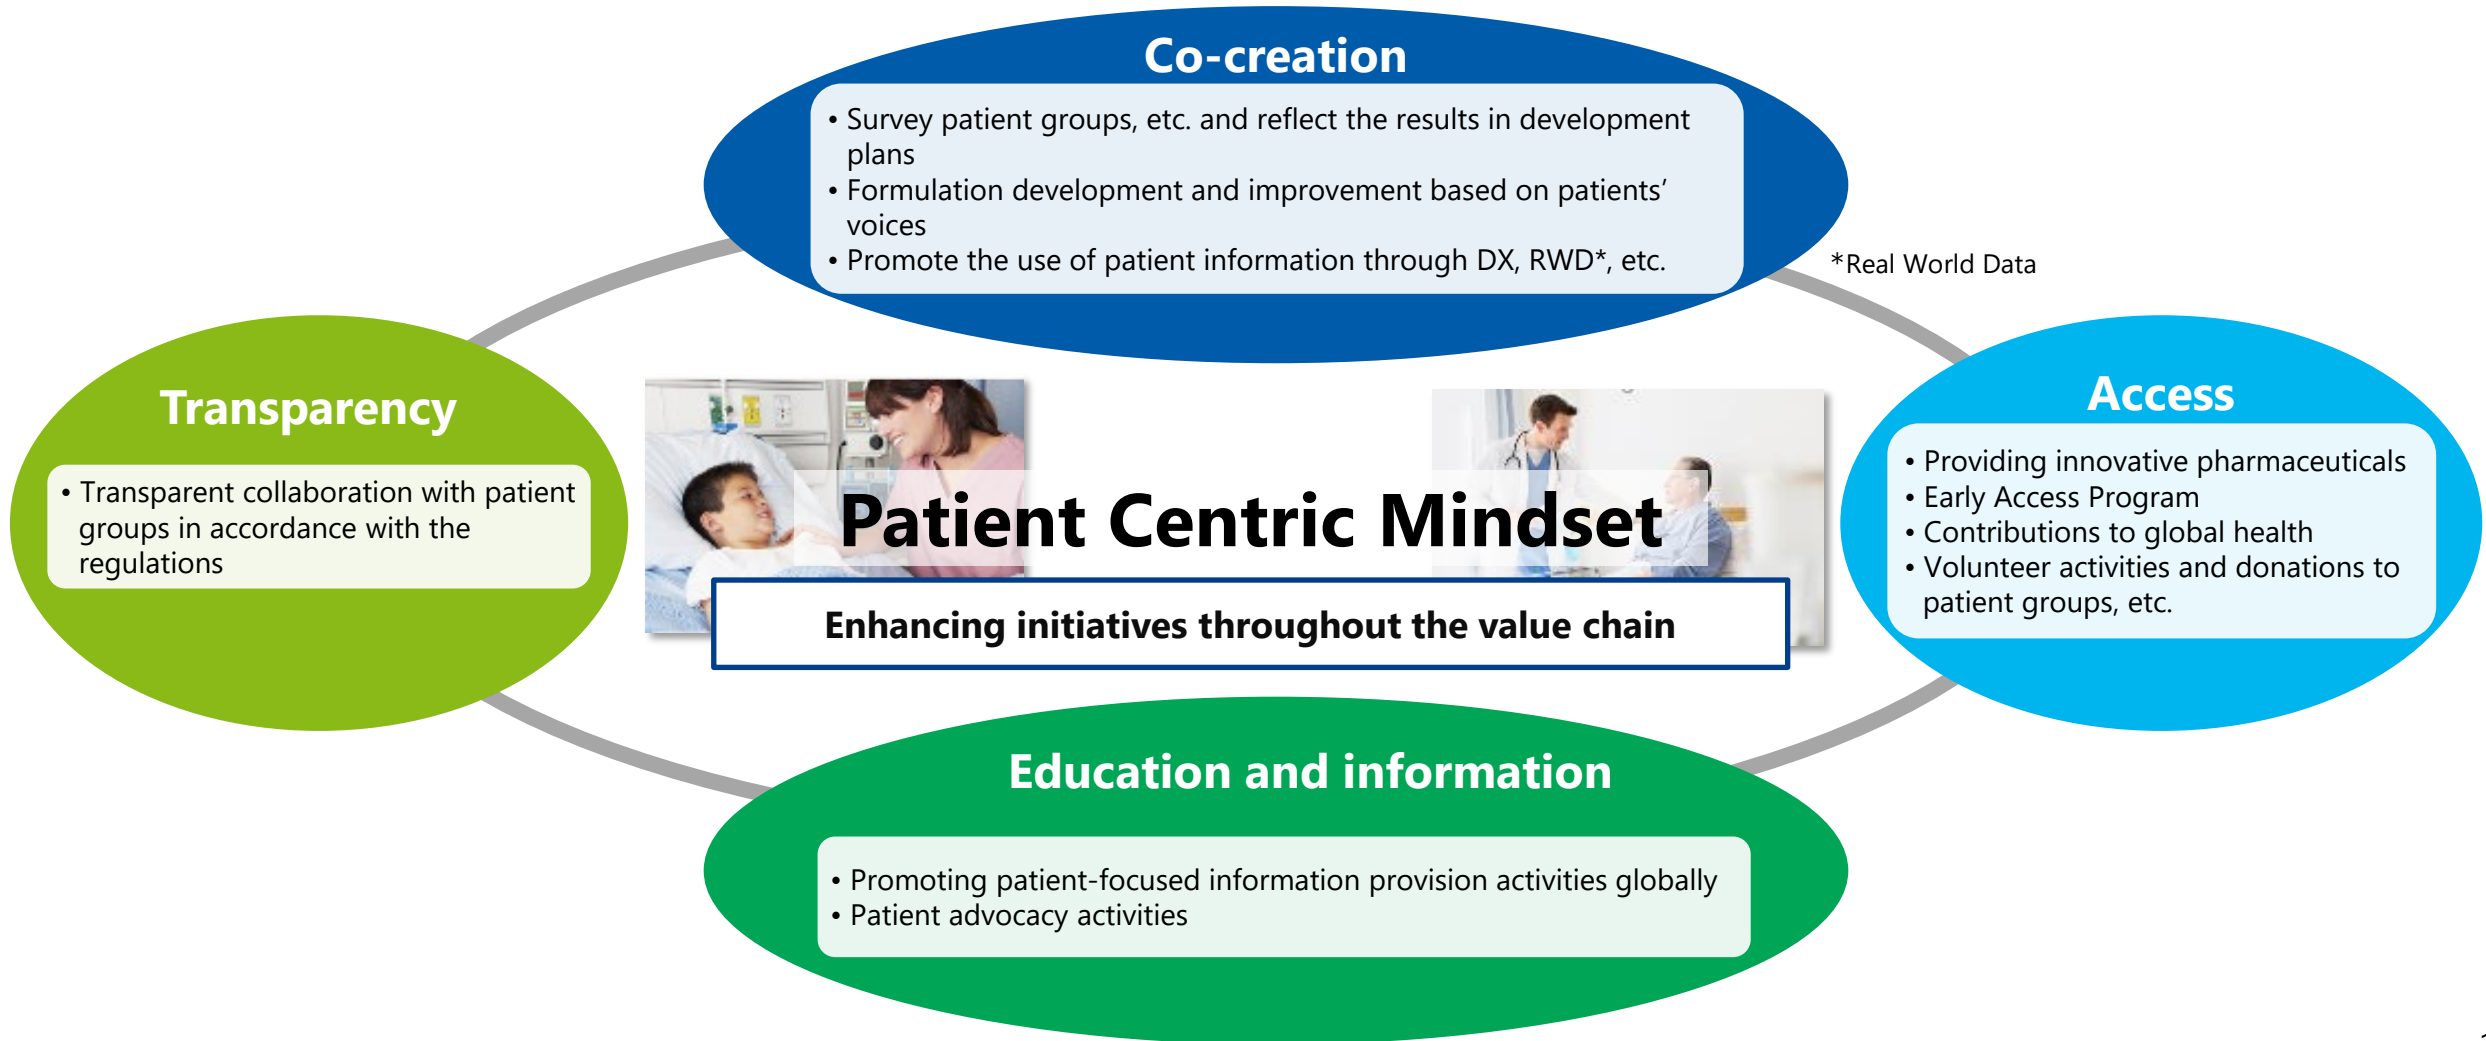 Co-creation
• Survey patient groups, etc. and reflect the results in development
plans
• Formulation development and improvement based on patients’
voices
• Promote the use of patient information through DX, RWD*, etc.
*Real World Data
Transparency
• Transparent collaboration with patient
groups in accordance with the
regulations
Patient Centric Mindset
Enhancing initiatives throughout the value chain
Access
• Providing innovative pharmaceuticals
• Early Access Program
• Contributions to global health
• Volunteer activities and donations to
patient groups, etc.
Education and information
• Promoting patient-focused information provision activities globally
• Patient advocacy activities